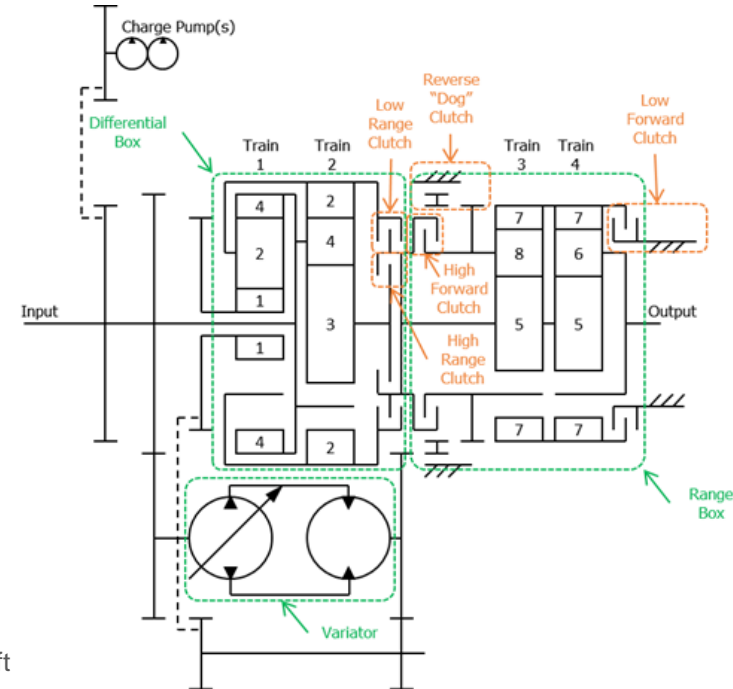 Charge Pump(s)
Reverse
"Dog"
Clutch
Low
Range
Clutch
Low
Forward
Clutch
Differential
Box
Train
1
Train
2
Train
3
Train
4
4
2
1
1
4
2
4
3
2
7
8
5
7
7
6
5
7
High
Forward
Clutch
High
Range
Clutch
Input
Output
Range
Box
Variator
ft